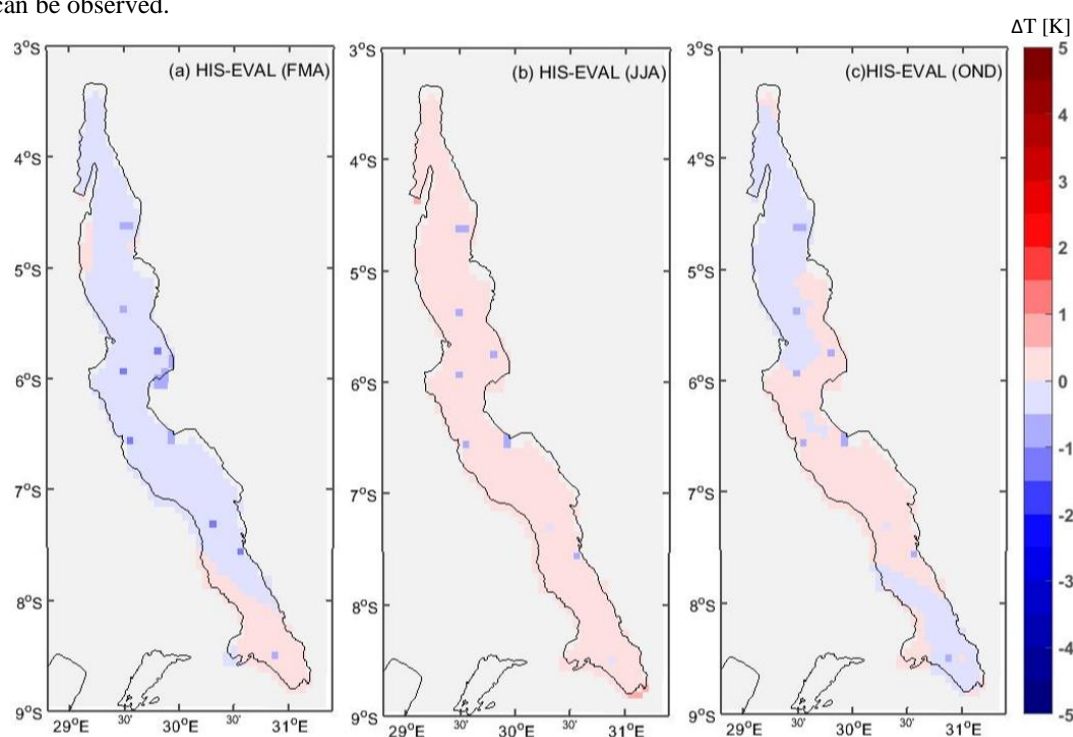 can be observed.
ΔT [K]
(a) HIS-EVAL (FMA)
(b) HIS-EVAL (JJA)
(c)HIS-EVAL (OND)
3°S
4°S
5°S
6°S
7°S
8°S
9°S
29°E 30' 30°E 30' 31°E
3°S
4°S
5°S
6°S
7°S
8°S
9°S
29°E 30' 30°E 30' 31°E
3°S
4°S
5°S
6°S
7°S
8°S
9°S
29°E 30' 30°E 30' 31°E
5
4
3
2
1
0
-1
-2
-3
-4
-5